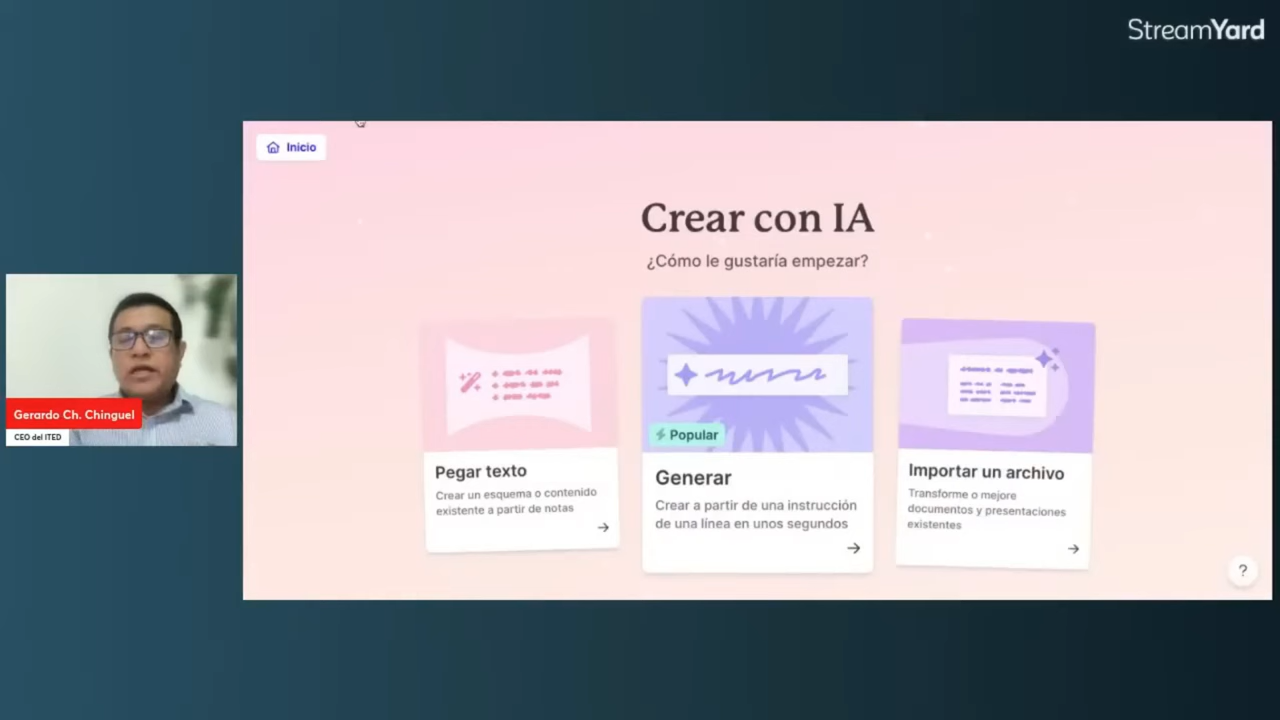 StreamYard
Inicio
Crear con IA
¿Cómo le gustaría empezar?
Popular
Pegar texto
Crear un esquema o contenido
existente a partir de notas
Generar
Crear a partir de una instrucción
de una línea en unos segundos
Importar un archivo
Transforme o mejore
documentos y presentaciones
existentes
?
Gerardo Ch. Chinguel
CEO del ITED